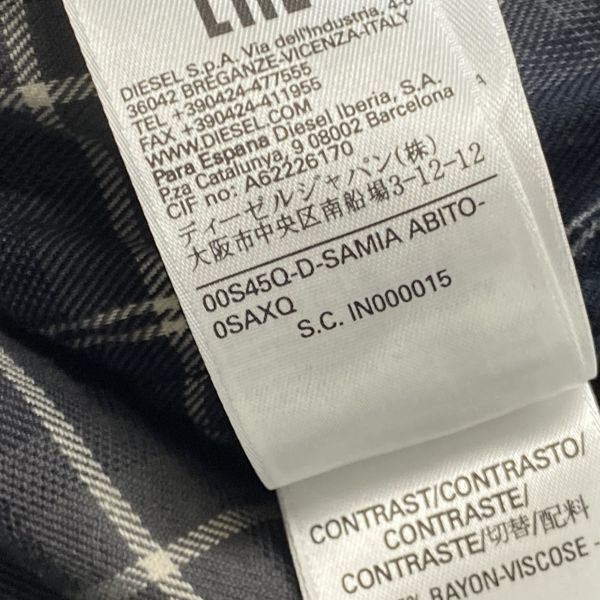 DIESEL S.p.A. Via dell'Industria, 4-6
36042 BREGANZE-VICENZA-ITALY
TEL +390424-477555
FAX +390424-411955
WWW.DIESEL.COM
Para Espana Diesel Iberia, S.A.
Pza Catalunya, 9 08002 Barcelona
CIF no: A62226170
ディーゼルジャパン(株)
大阪市中央区南船場3-12-12
00S45Q-D-SAMIA ABITO-
0SAXQ
S.C. IN000015
CONTRAST/CONTRASTO/
CONTRASTE/
CONTRASTE/切替/配料
RAYON-VISCOSE -